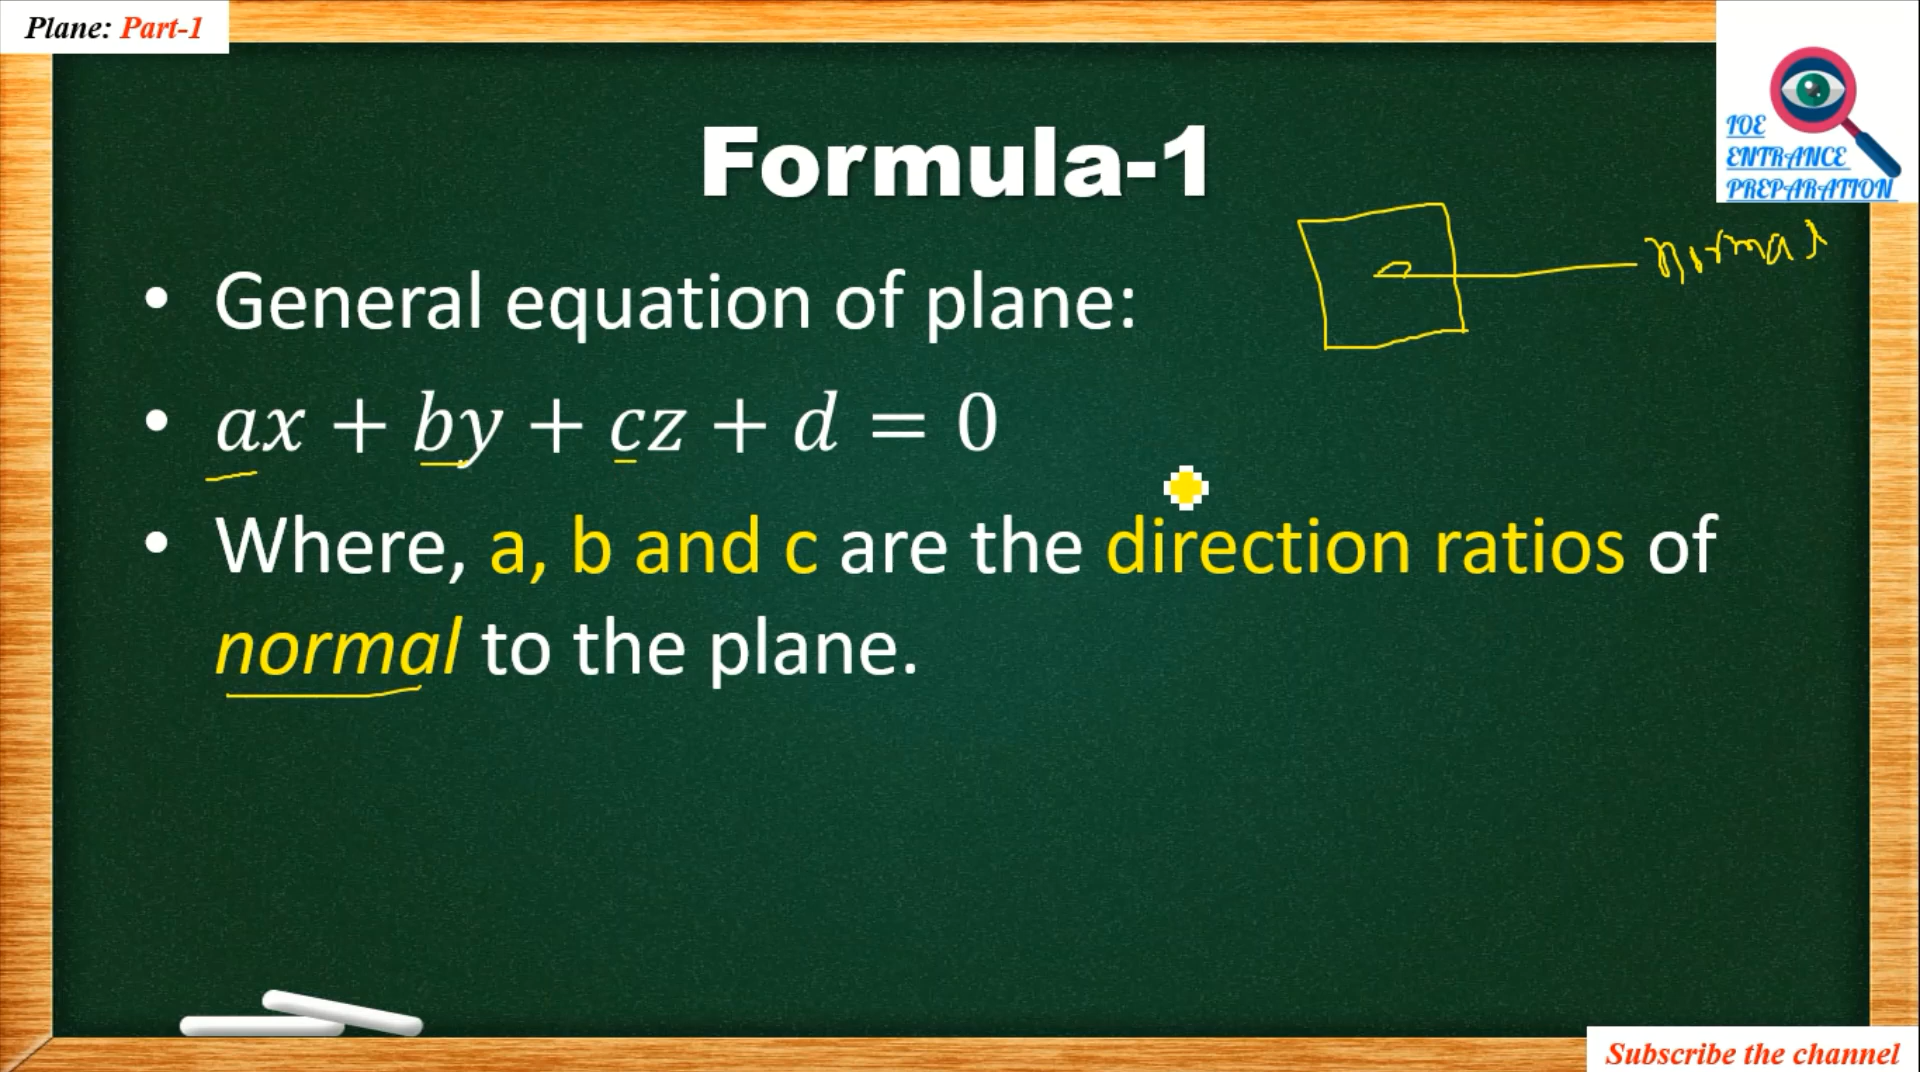 Plane: Part-1
IOE
ENTRANCE
PREPARATION
Formula-1
normal
• General equation of plane:
• ax + by + cz + d = 0
• Where, a, b and c are the direction ratios of
normal to the plane.
Subscribe the channel